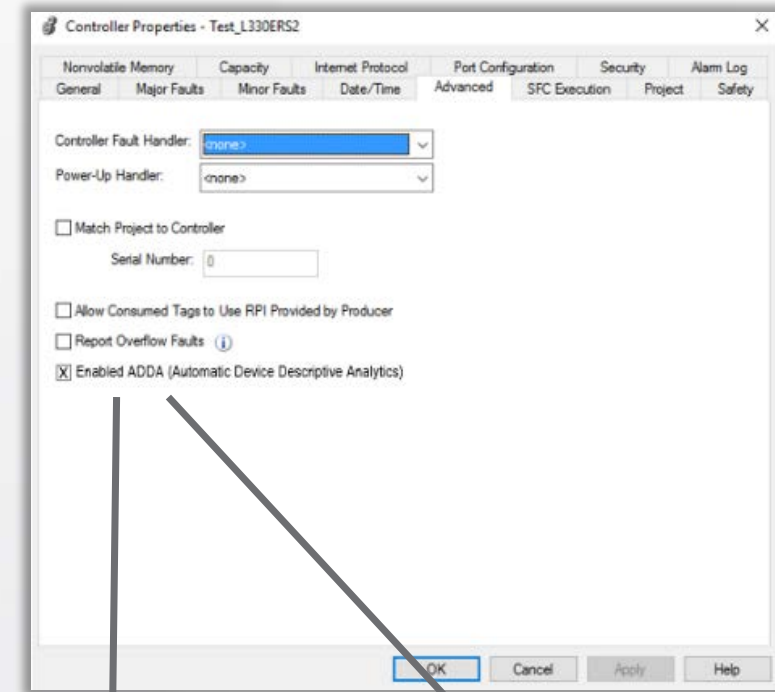 Controller Properties - Test_L330ERS2
Nonvolatile Memory Capacity Internet Protocol Port Configuration Security Alarm Log
General Major Faults Minor Faults Date/Time Advanced SFC Execution Project Safety
Controller Fault Handler: <none>
Power-Up Handler: <none>
Match Project to Controller
Serial Number: 0
Allow Consumed Tags to Use RPI Provided by Producer
Report Overflow Faults
X Enabled ADDA (Automatic Device Descriptive Analytics)
OK Cancel Apply Help